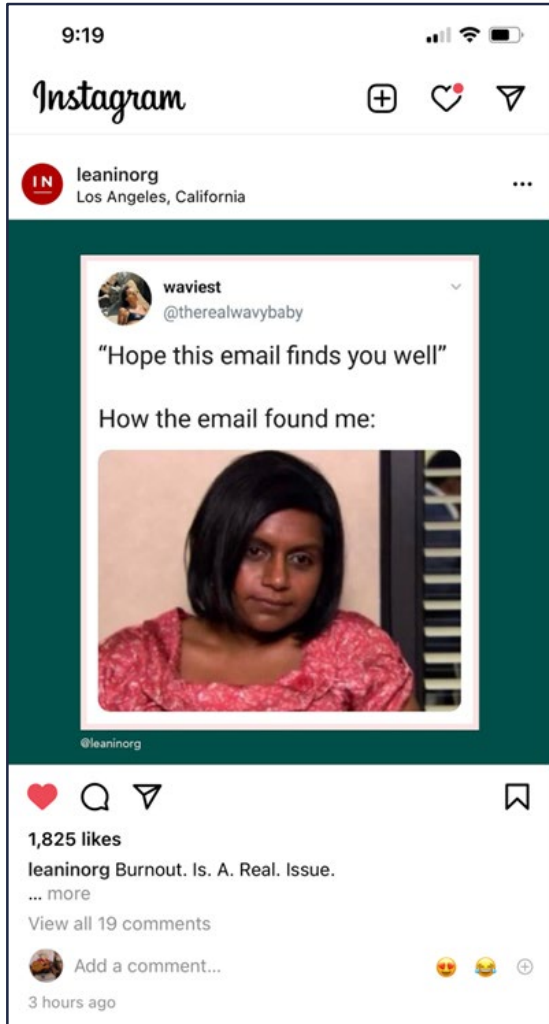 9:19
Instagram
IN
leaninorg
Los Angeles, California
waviest
@therealwavybaby
“Hope this email finds you well”
How the email found me:
@leaninorg
1,825 likes
leaninorg Burnout. Is. A. Real. Issue.
... more
View all 19 comments
Add a comment...
3 hours ago